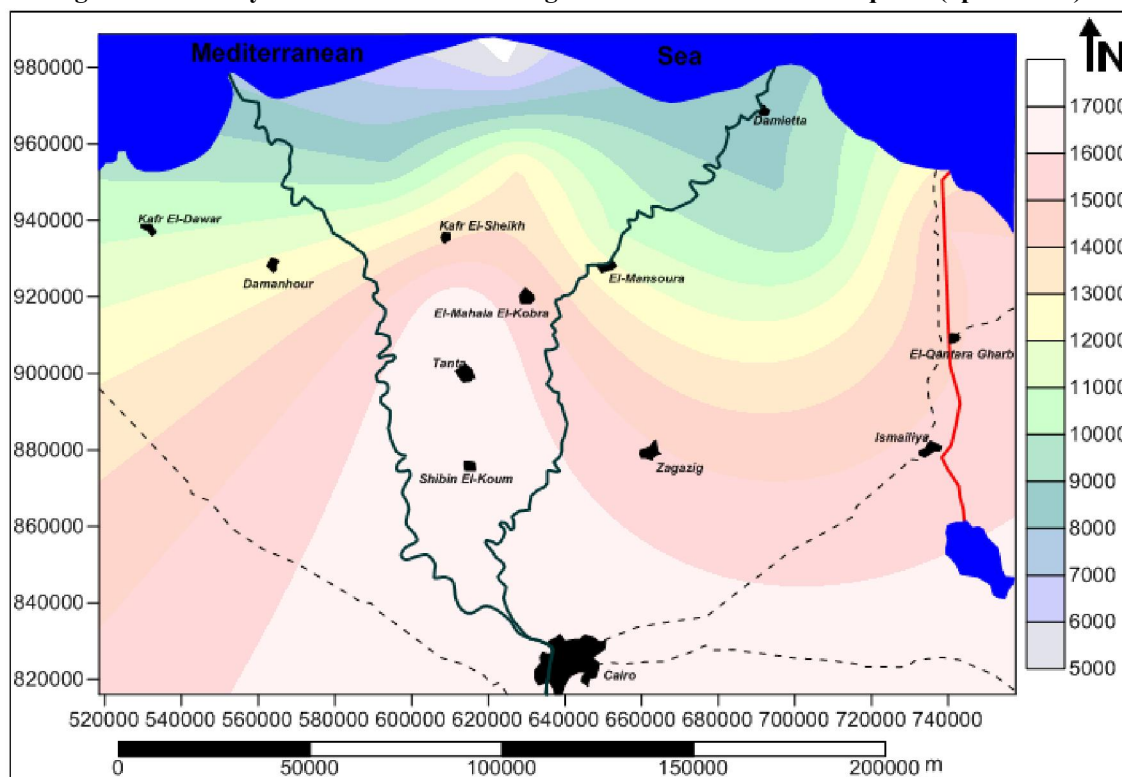 Mediterranean
Sea
N
Damietta
Kafr El-Dawar
Kafr El-Sheikh
Damanhour
El-Mansoura
El-Mahala El-Kobra
El-Qantara Gharb
Tanta
Ismailiya
Shibin El-Koum
Zagazig
Cairo
980000
960000
940000
920000
900000
880000
860000
840000
820000
520000 540000 560000 580000 600000 620000 640000 660000 680000 700000 720000 740000
0 50000 100000 150000 200000 m
17000
16000
15000
14000
13000
12000
11000
10000
9000
8000
7000
6000
5000